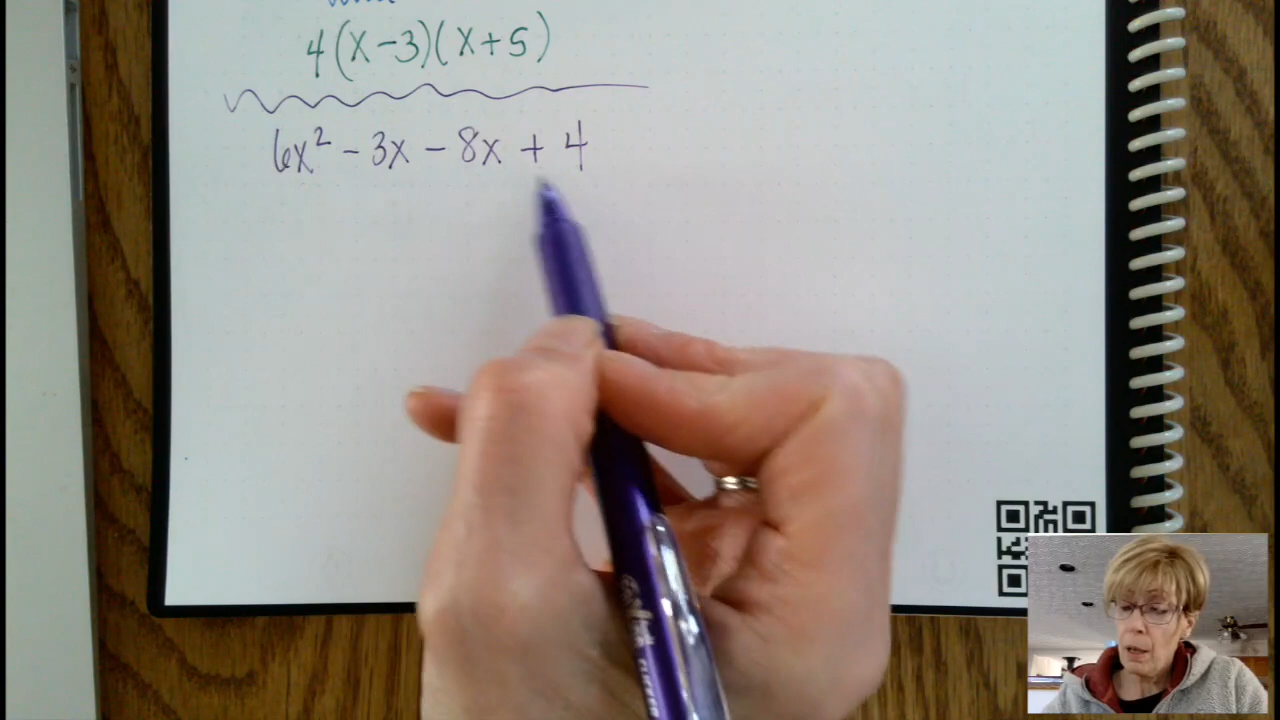 4(x-3)(x+5)
6x² - 3x - 8x + 4